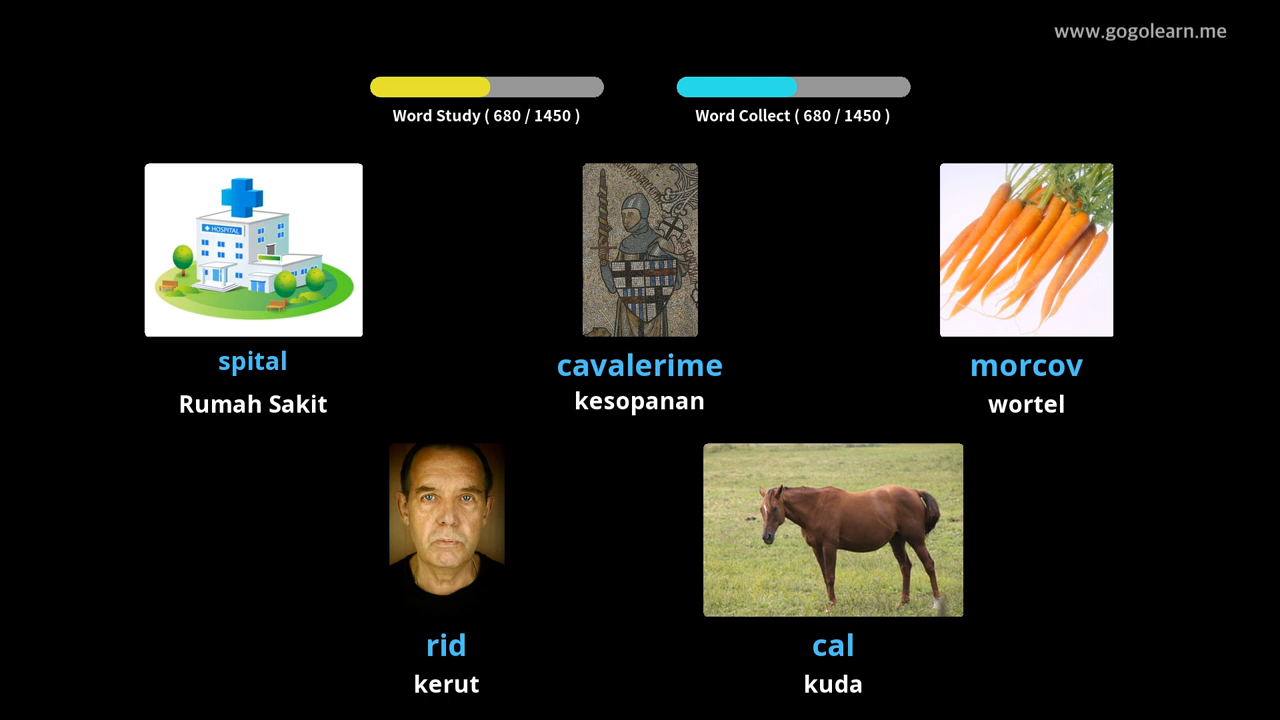 www.gogolearn.me
Word Study ( 680 / 1450 )
Word Collect ( 680 / 1450 )
HOSPITAL
spital
Rumah Sakit
cavalerime
kesopanan
morcov
wortel
rid
kerut
cal
kuda